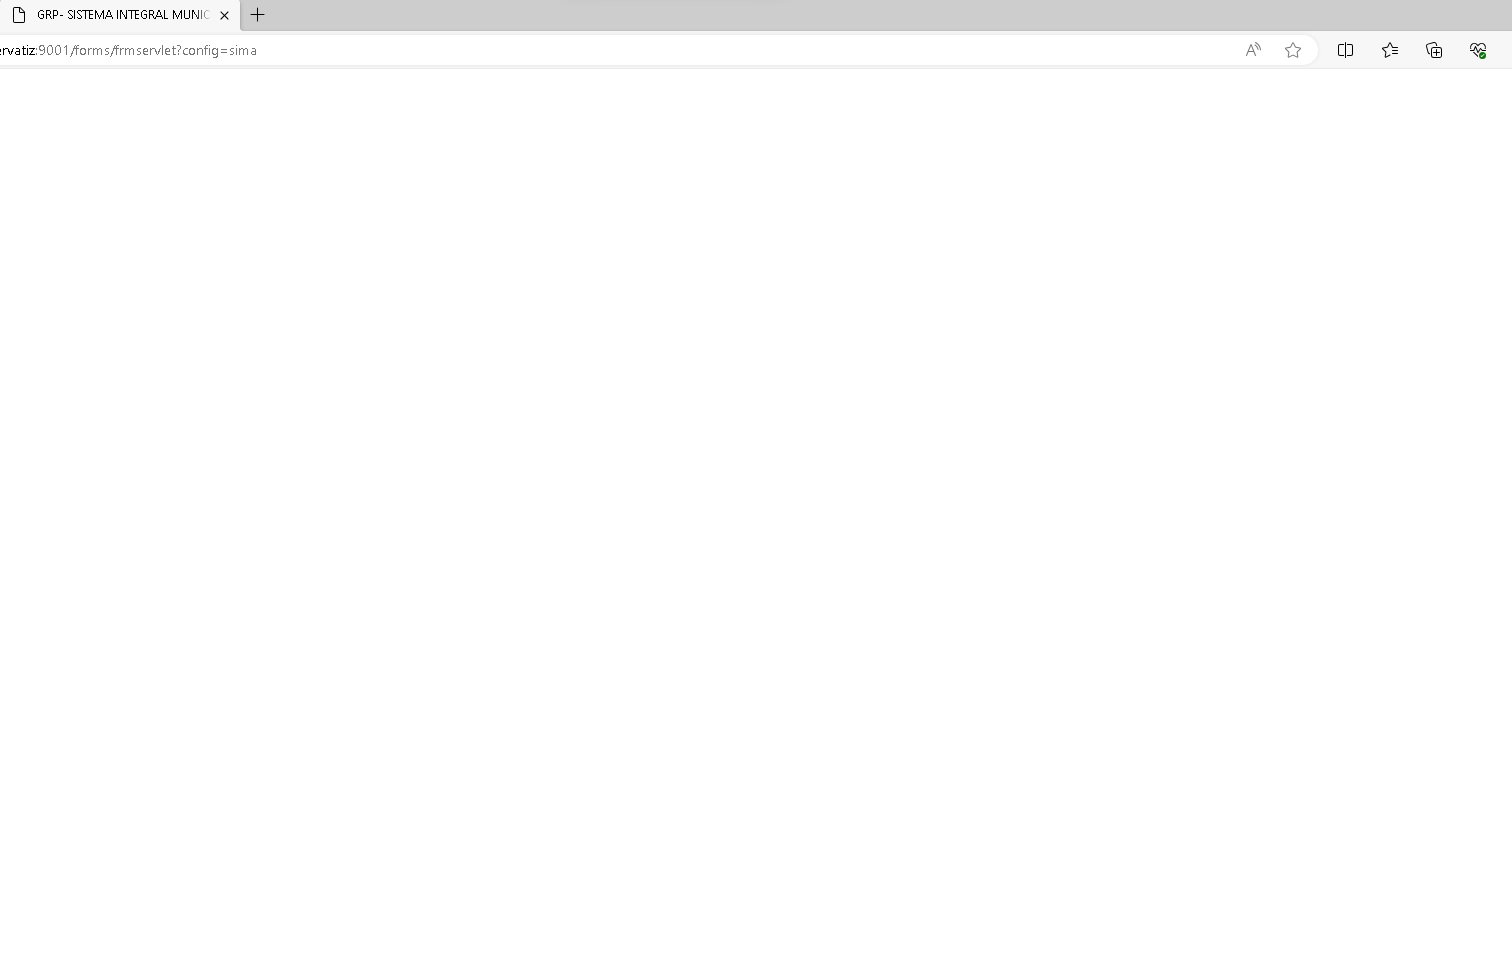 GRP- SISTEMA INTEGRAL MUNIC
ervatiz:9001/forms/frmservlet?config=sima